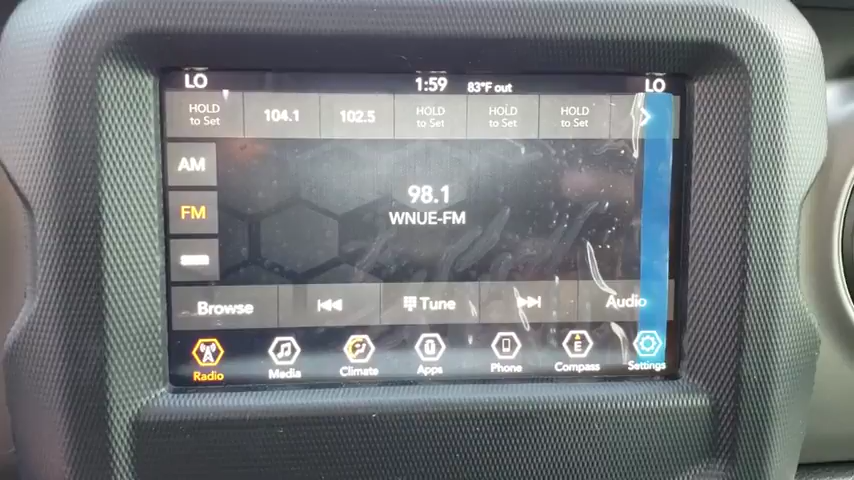 LO 1:59 83°F out LO
HOLD to Set 104.1 102.5 HOLD to Set HOLD to Set HOLD to Set
AM
98.1
FM
WNUE-FM
Browse Tune Audio
Radio Media Climate Apps Phone E Compass Settings